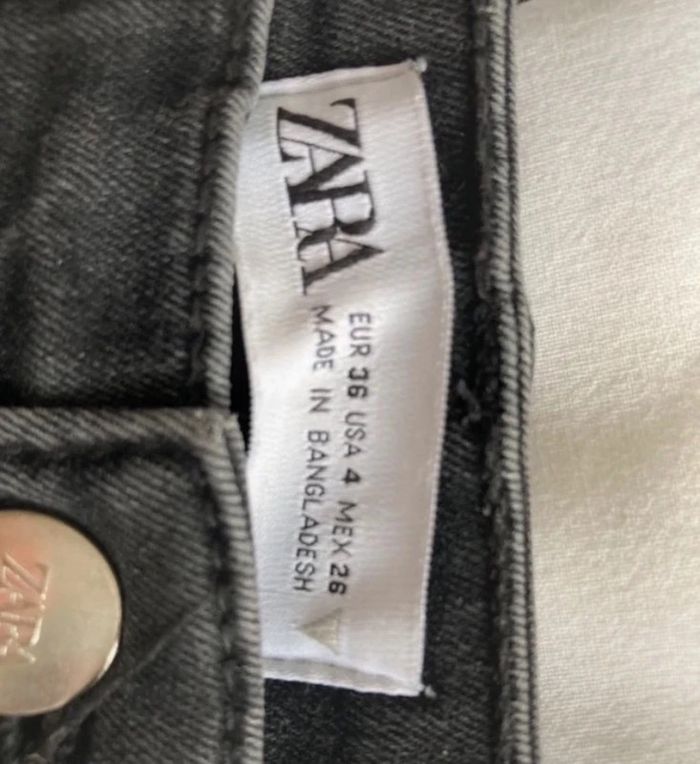 ZARA
EUR 36 USA 4 MEX 26
MADE IN BANGLADESH
ZARA